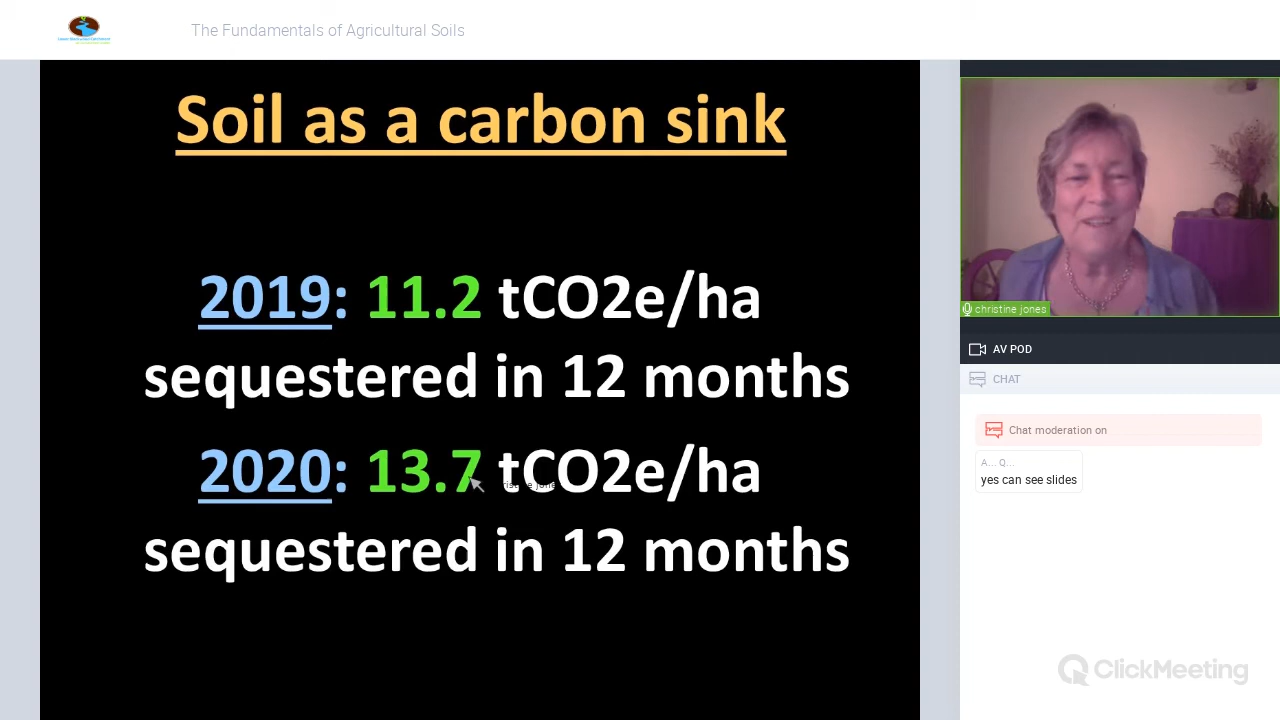 The Fundamentals of Agricultural Soils
Soil as a carbon sink
2019: 11.2 tCO2e/ha
sequestered in 12 months
2020: 13.7 tCO2e/ha
sequestered in 12 months
christine jones
AV POD
CHAT
Chat moderation on
A... Q...
yes can see slides
ClickMeeting